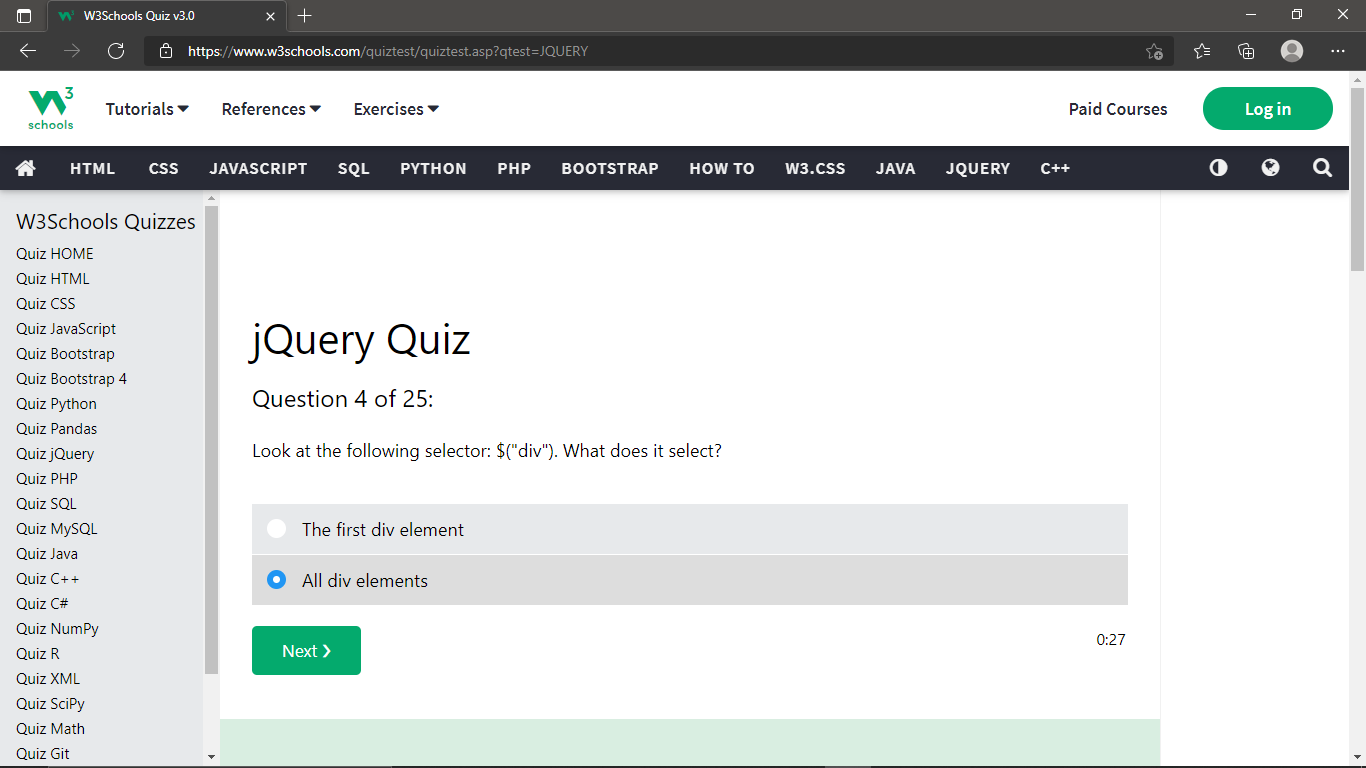 W3Schools Quiz v3.0
https://www.w3schools.com/quiztest/quiztest.asp?qtest=JQUERY
W3 schools
Tutorials References Exercises Paid Courses Log in
HTML CSS JAVASCRIPT SQL PYTHON PHP BOOTSTRAP HOW TO W3.CSS JAVA JQUERY C++
W3Schools Quizzes
Quiz HOME
Quiz HTML
Quiz CSS
Quiz JavaScript
Quiz Bootstrap
Quiz Bootstrap 4
Quiz Python
Quiz Pandas
Quiz jQuery
Quiz PHP
Quiz SQL
Quiz MySQL
Quiz Java
Quiz C++
Quiz C#
Quiz NumPy
Quiz R
Quiz XML
Quiz SciPy
Quiz Math
Quiz Git
jQuery Quiz
Question 4 of 25:
Look at the following selector: $("div"). What does it select?
The first div element
All div elements
Next ❯
0:27